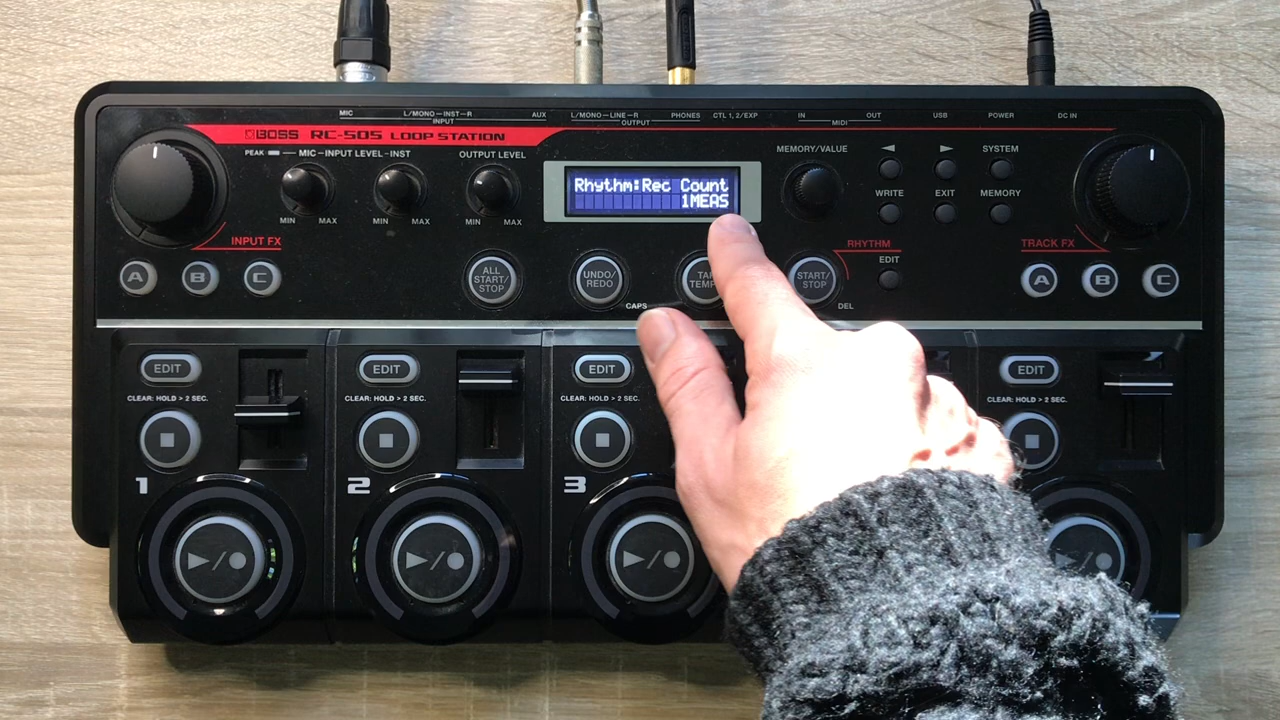 MIC L/MONO—INST—R AUX L/MONO—LINE—R PHONES CTL 1, 2/EXP IN OUT USB POWER DC IN
INPUT OUTPUT MIDI
BOSS RC-505 LOOP STATION
PEAK MIC—INPUT LEVEL—INST OUTPUT LEVEL
MIN MAX MIN MAX MIN MAX
Rhythm:Rec Count
1MEAS
MEMORY/VALUE SYSTEM
WRITE EXIT MEMORY
INPUT FX
A B C
ALL
START/
STOP
UNDO/
REDO
CAPS
TAP
START/
STOP
DEL
RHYTHM
EDIT
TRACK FX
A B C
EDIT EDIT EDIT EDIT
CLEAR: HOLD > 2 SEC. CLEAR: HOLD > 2 SEC. CLEAR: HOLD > 2 SEC. CLEAR: HOLD > 2 SEC.
1 2 3